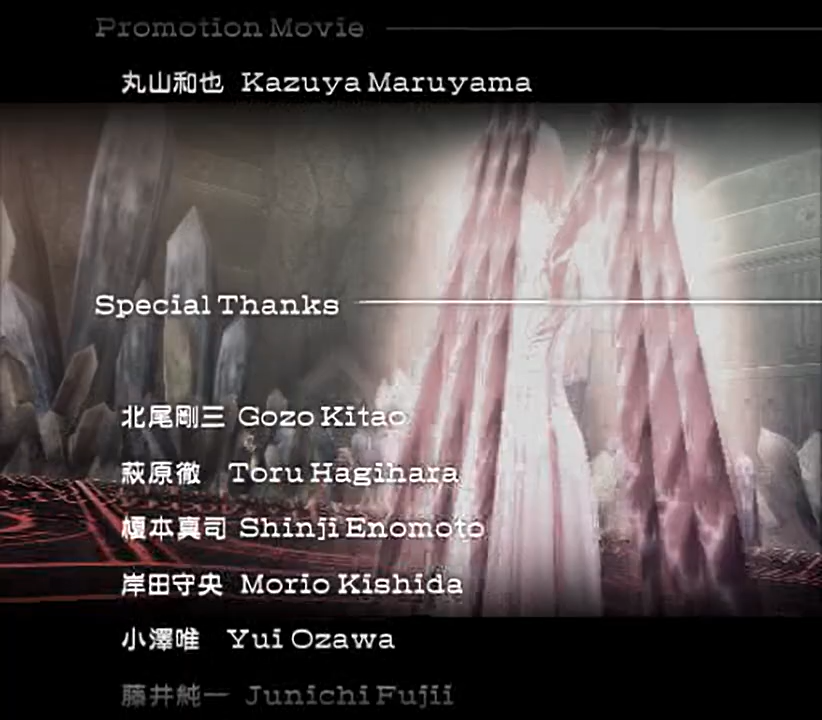 Promotion Movie
丸山和也 Kazuya Maruyama
Special Thanks
北尾剛三 Gozo Kitao
萩原徹 Toru Hagihara
榎本真司 Shinji Enomoto
岸田守央 Morio Kishida
小澤唯 Yui Ozawa
藤井純一 Junichi Fujii